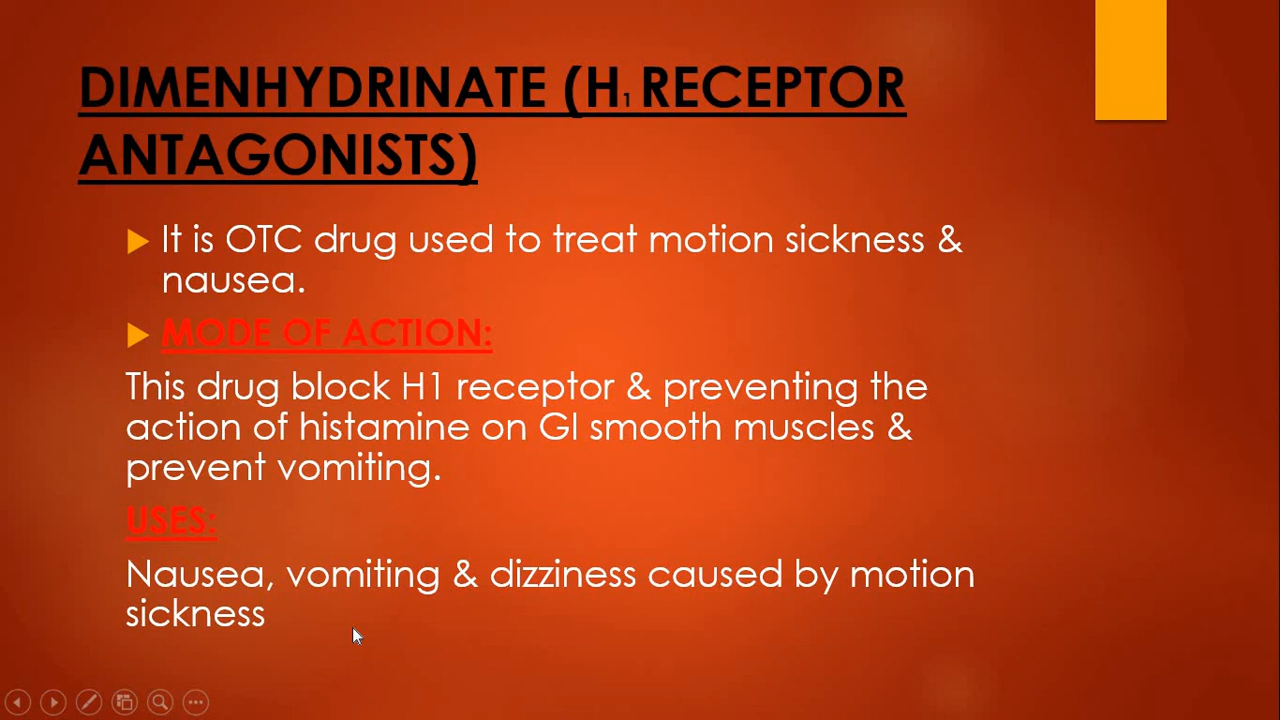 DIMENHYDRINATE (H1 RECEPTOR
ANTAGONISTS)
It is OTC drug used to treat motion sickness &
nausea.
MODE OF ACTION:
This drug block H1 receptor & preventing the
action of histamine on GI smooth muscles &
prevent vomiting.
USES:
Nausea, vomiting & dizziness caused by motion
sickness